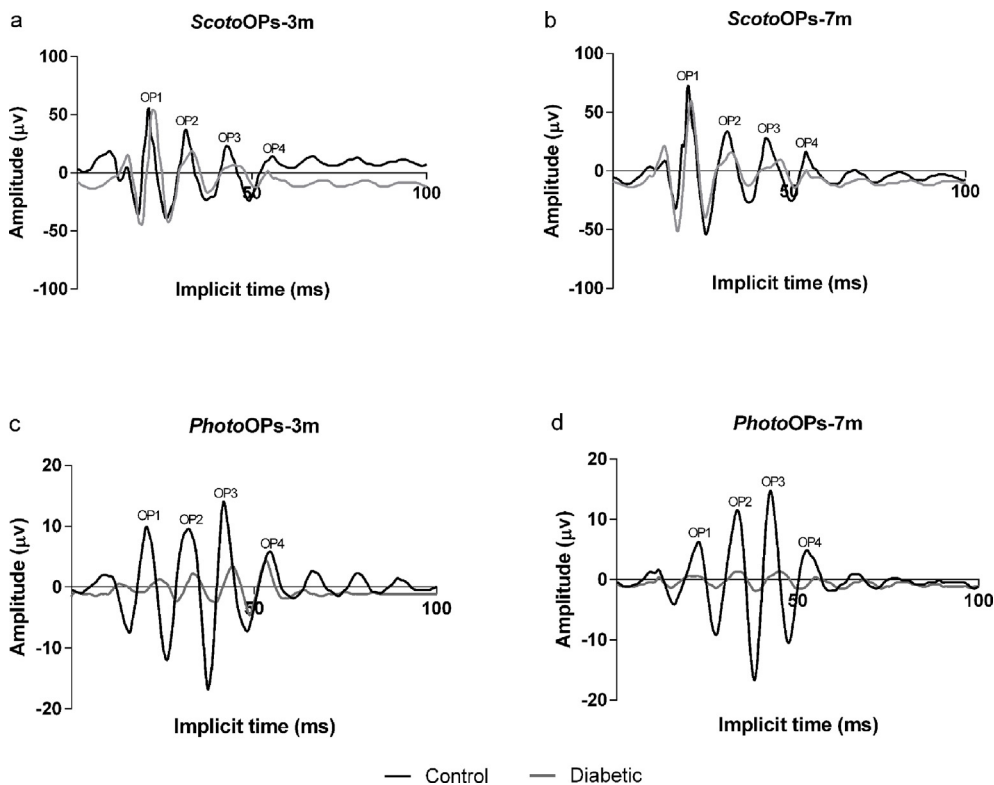 a
ScotoOPs-3m
100
50
0
-50
-100
Amplitude (μv)
OP1
OP2
OP3
OP4
50
100
Implicit time (ms)
b
ScotoOPs-7m
100
50
0
-50
-100
Amplitude (μv)
OP1
OP2
OP3
OP4
50
100
Implicit time (ms)
c
PhotoOPs-3m
20
10
0
-10
-20
Amplitude (μv)
OP1
OP2
OP3
OP4
50
100
Implicit time (ms)
d
PhotoOPs-7m
20
10
0
-10
-20
Amplitude (μv)
OP1
OP2
OP3
OP4
50
100
Implicit time (ms)
Control Diabetic